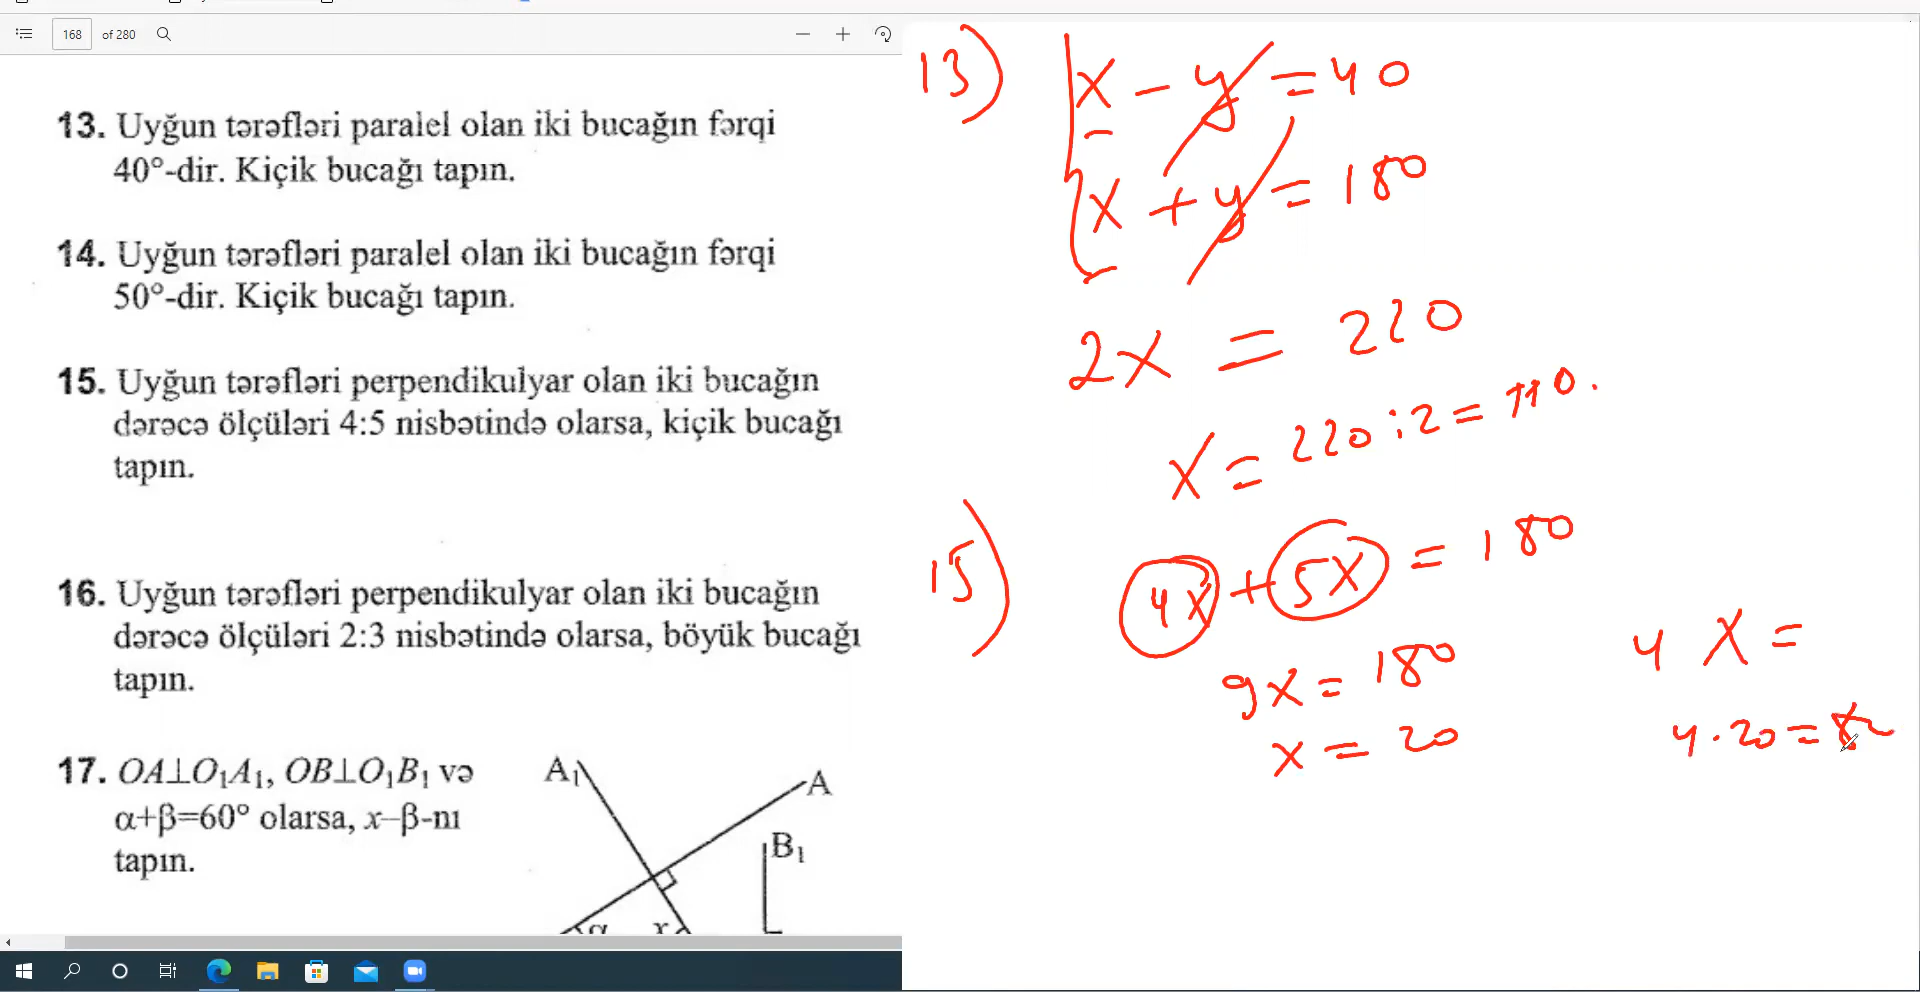 168 of 280
13. Uyğun tərəfləri paralel olan iki bucağın fərqi
40°-dir. Kiçik bucağı tapın.
14. Uyğun tərəfləri paralel olan iki bucağın fərqi
50°-dir. Kiçik bucağı tapın.
15. Uyğun tərəfləri perpendikulyar olan iki bucağın
dərəcə ölçüləri 4:5 nisbətində olarsa, kiçik bucağı
tapın.
16. Uyğun tərəfləri perpendikulyar olan iki bucağın
dərəcə ölçüləri 2:3 nisbətində olarsa, böyük bucağı
tapın.
17. OA⊥O₁A₁, OB⊥O₁B₁ və
α+β=60° olarsa, x–β-nı
tapın.
A₁
A
B₁
α
x
13)
x - y = 40
x + y = 180
2x = 220
x = 220:2 = 110.
15)
4x + 5x = 180
9x = 180
x = 20
4 x =
4·20 =